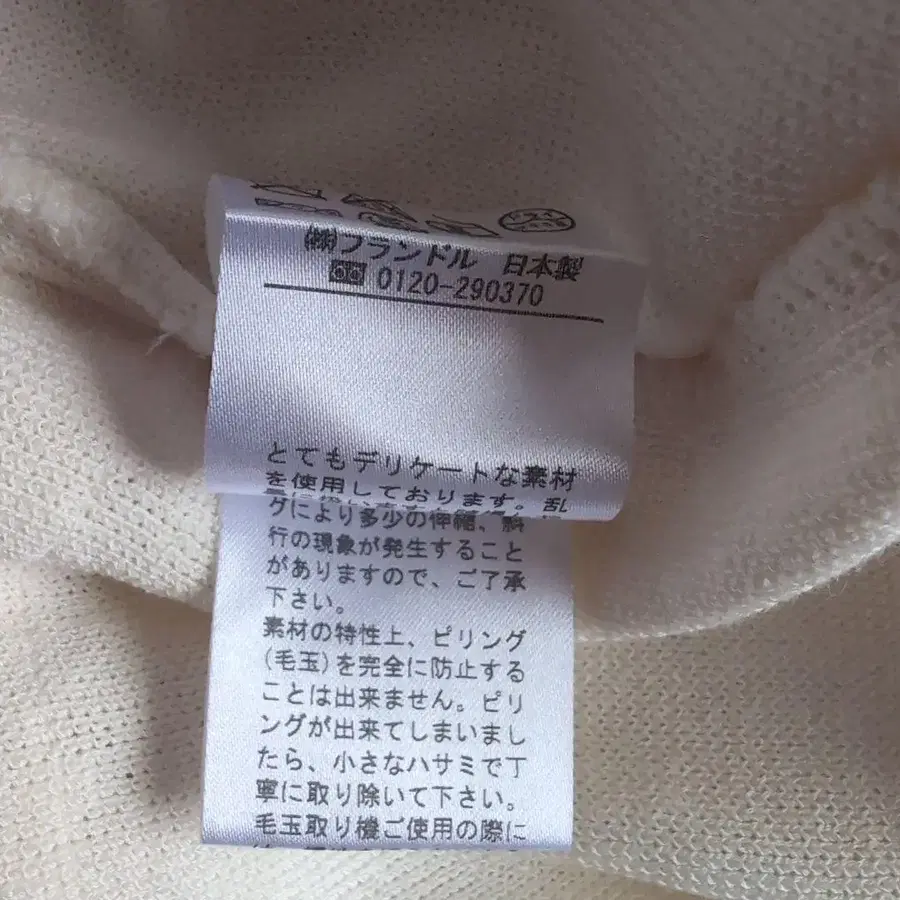 ㈱フランドル 日本製
0120-290370
とてもデリケートな素材
を使用しております。乱
グにより多少の伸縮、斜
行の現象が発生すること
がありますので、ご了承
下さい。
素材の特性上、ピリング
(毛玉)を完全に防止する
ことは出来ません。ピリ
ングが出来てしまいまし
たら、小さなハサミで丁
寧に取り除いて下さい。
毛玉取り機ご使用の際に